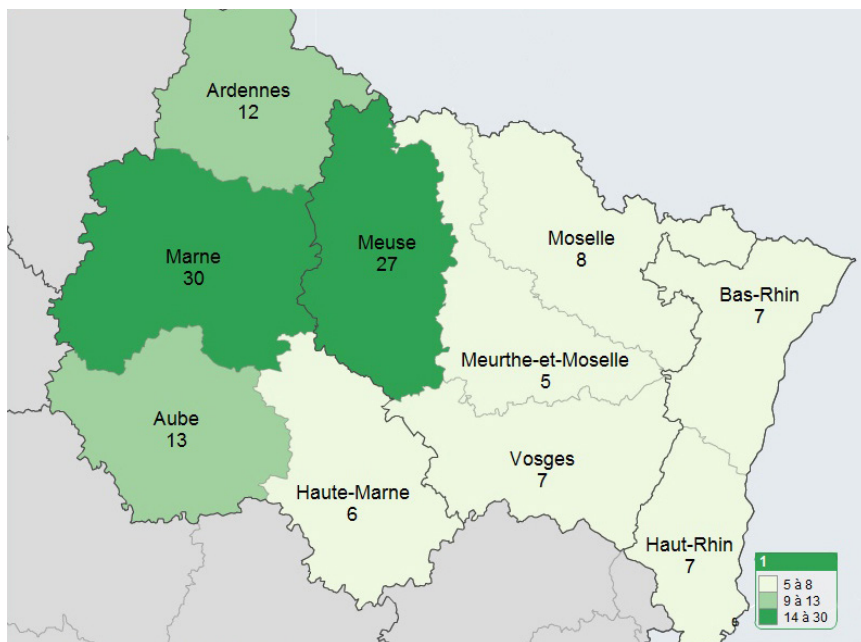 Ardennes
12
Marne
30
Meuse
27
Moselle
8
Bas-Rhin
7
Meurthe-et-Moselle
5
Aube
13
Vosges
7
Haute-Marne
6
Haut-Rhin
7
1
5 à 8
9 à 13
14 à 30